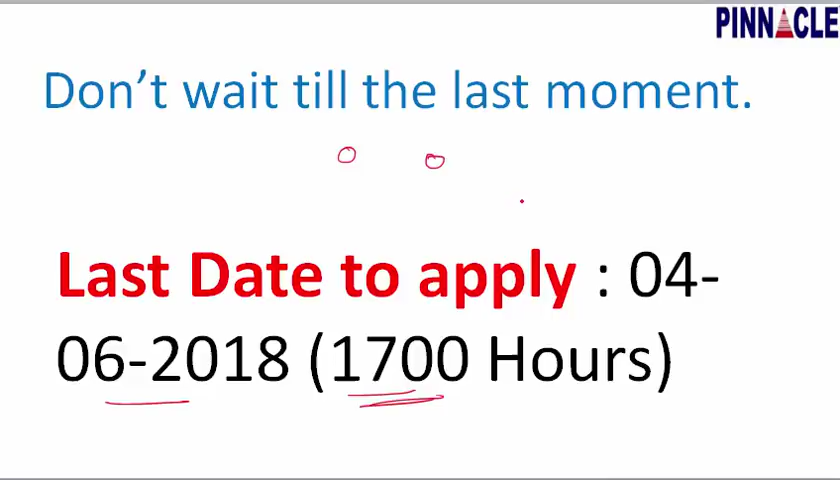 PINNACLE
Don’t wait till the last moment.
Last Date to apply : 04-
06-2018 (1700 Hours)